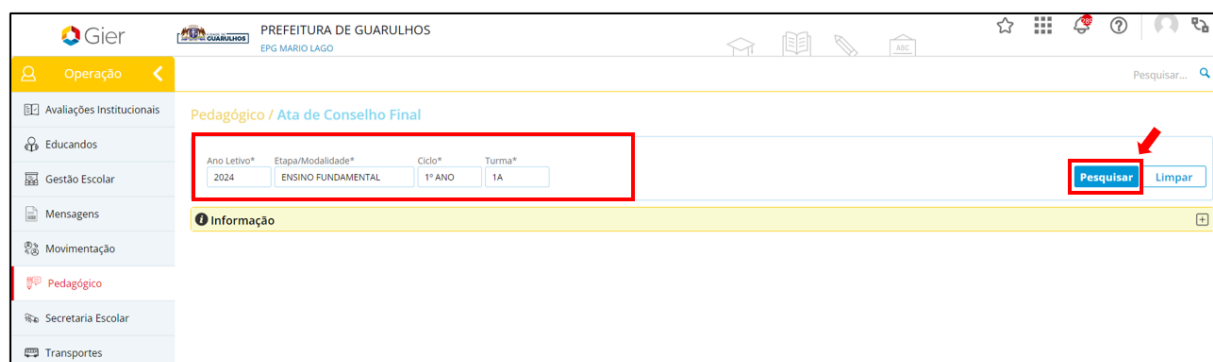 Gier
CIDADE DE GUARULHOS
PREFEITURA DE GUARULHOS
EPG MARIO LAGO
ABC
Operação
Pesquisar...
Avaliações Institucionais
Educandos
Gestão Escolar
Mensagens
Movimentação
Pedagógico
Secretaria Escolar
Transportes
Pedagógico / Ata de Conselho Final
Ano Letivo* Etapa/Modalidade* Ciclo* Turma*
2024 ENSINO FUNDAMENTAL 1º ANO 1A
Pesquisar Limpar
Informação